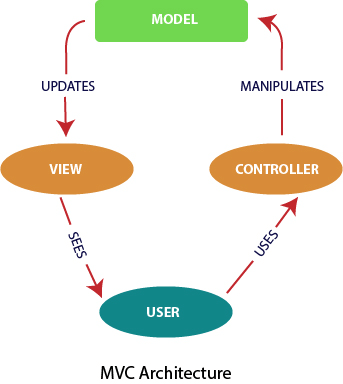 MODEL
UPDATES
MANIPULATES
VIEW
CONTROLLER
SEES
USES
USER
MVC Architecture